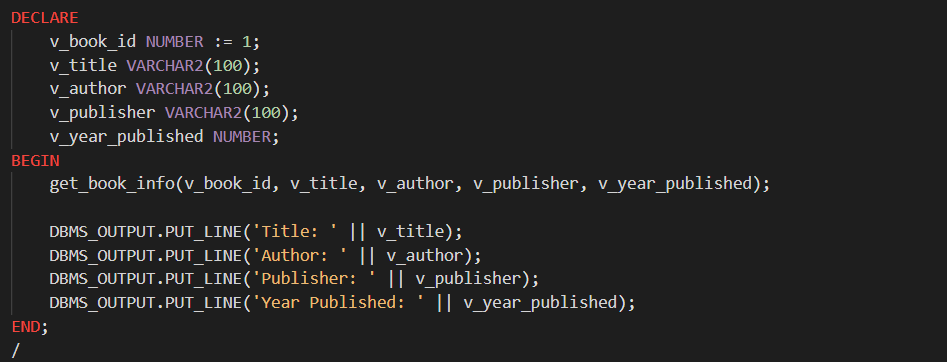 DECLARE
    v_book_id NUMBER := 1;
    v_title VARCHAR2(100);
    v_author VARCHAR2(100);
    v_publisher VARCHAR2(100);
    v_year_published NUMBER;
BEGIN
    get_book_info(v_book_id, v_title, v_author, v_publisher, v_year_published);

    DBMS_OUTPUT.PUT_LINE('Title: ' || v_title);
    DBMS_OUTPUT.PUT_LINE('Author: ' || v_author);
    DBMS_OUTPUT.PUT_LINE('Publisher: ' || v_publisher);
    DBMS_OUTPUT.PUT_LINE('Year Published: ' || v_year_published);
END;
/